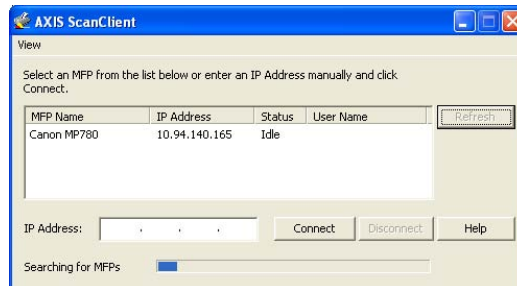 AXIS ScanClient
View
Select an MFP from the list below or enter an IP Address manually and click
Connect.
MFP Name IP Address Status User Name Refresh
Canon MP780 10.94.140.165 Idle
IP Address: . . . Connect Disconnect Help
Searching for MFPs